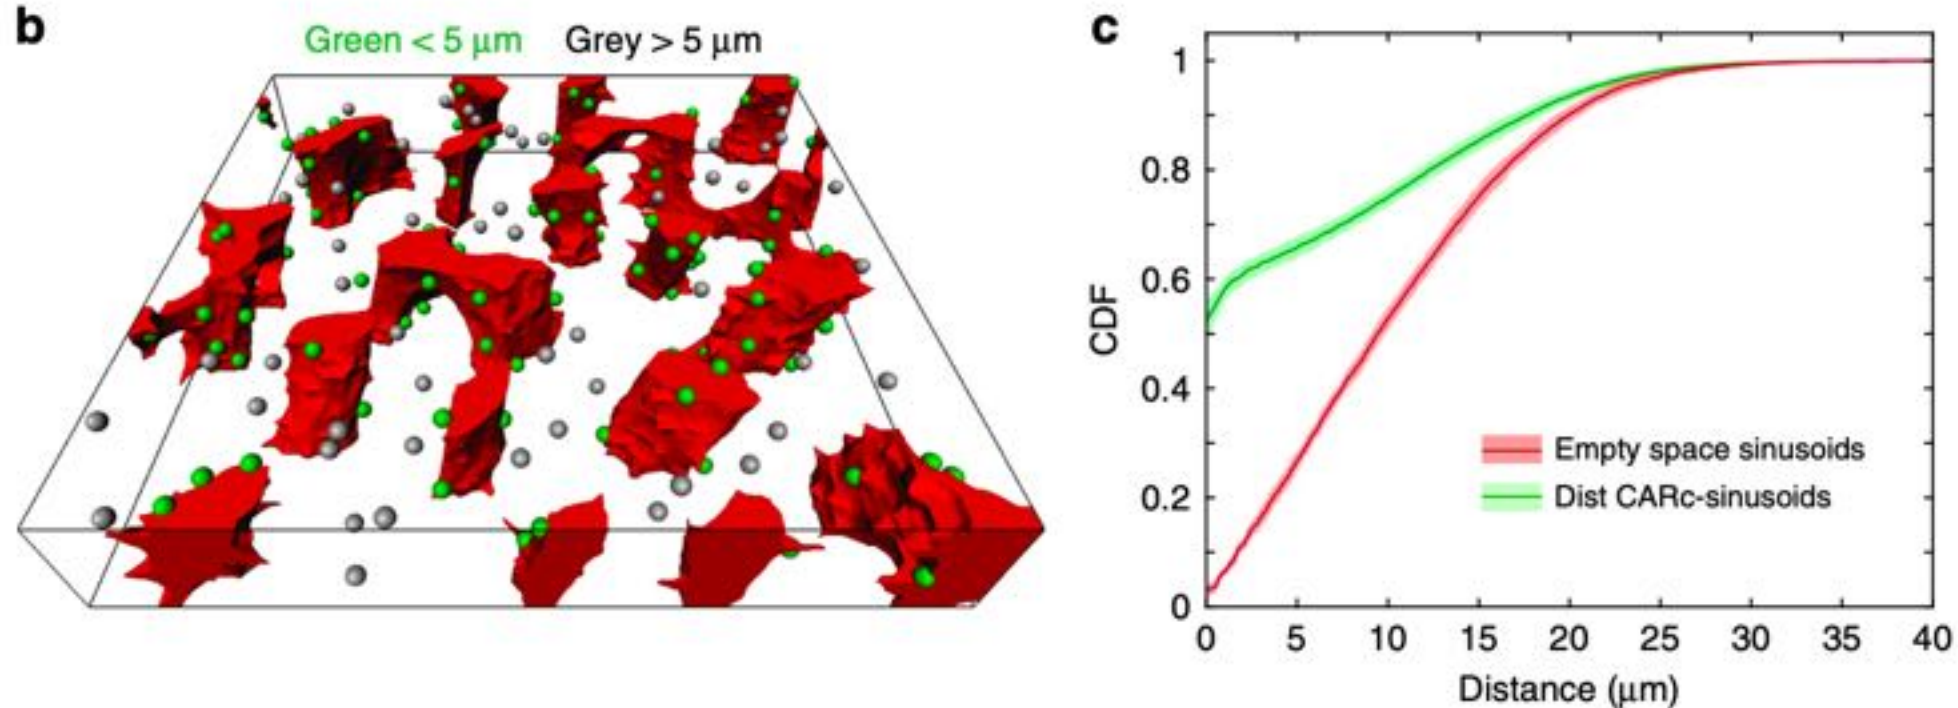 b
Green < 5 μm Grey > 5 μm
c
1
0.8
0.6
0.4
0.2
0
CDF
Empty space sinusoids
Dist CARc-sinusoids
0 5 10 15 20 25 30 35 40
Distance (μm)